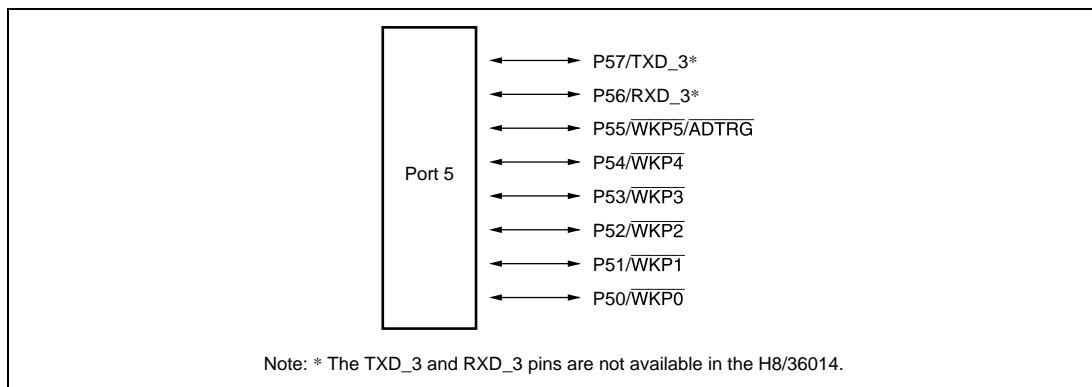 P57/TXD_3*
P56/RXD_3*
P55/WKP5/ADTRG
Port 5
P54/WKP4
P53/WKP3
P52/WKP2
P51/WKP1
P50/WKP0
Note: * The TXD_3 and RXD_3 pins are not available in the H8/36014.